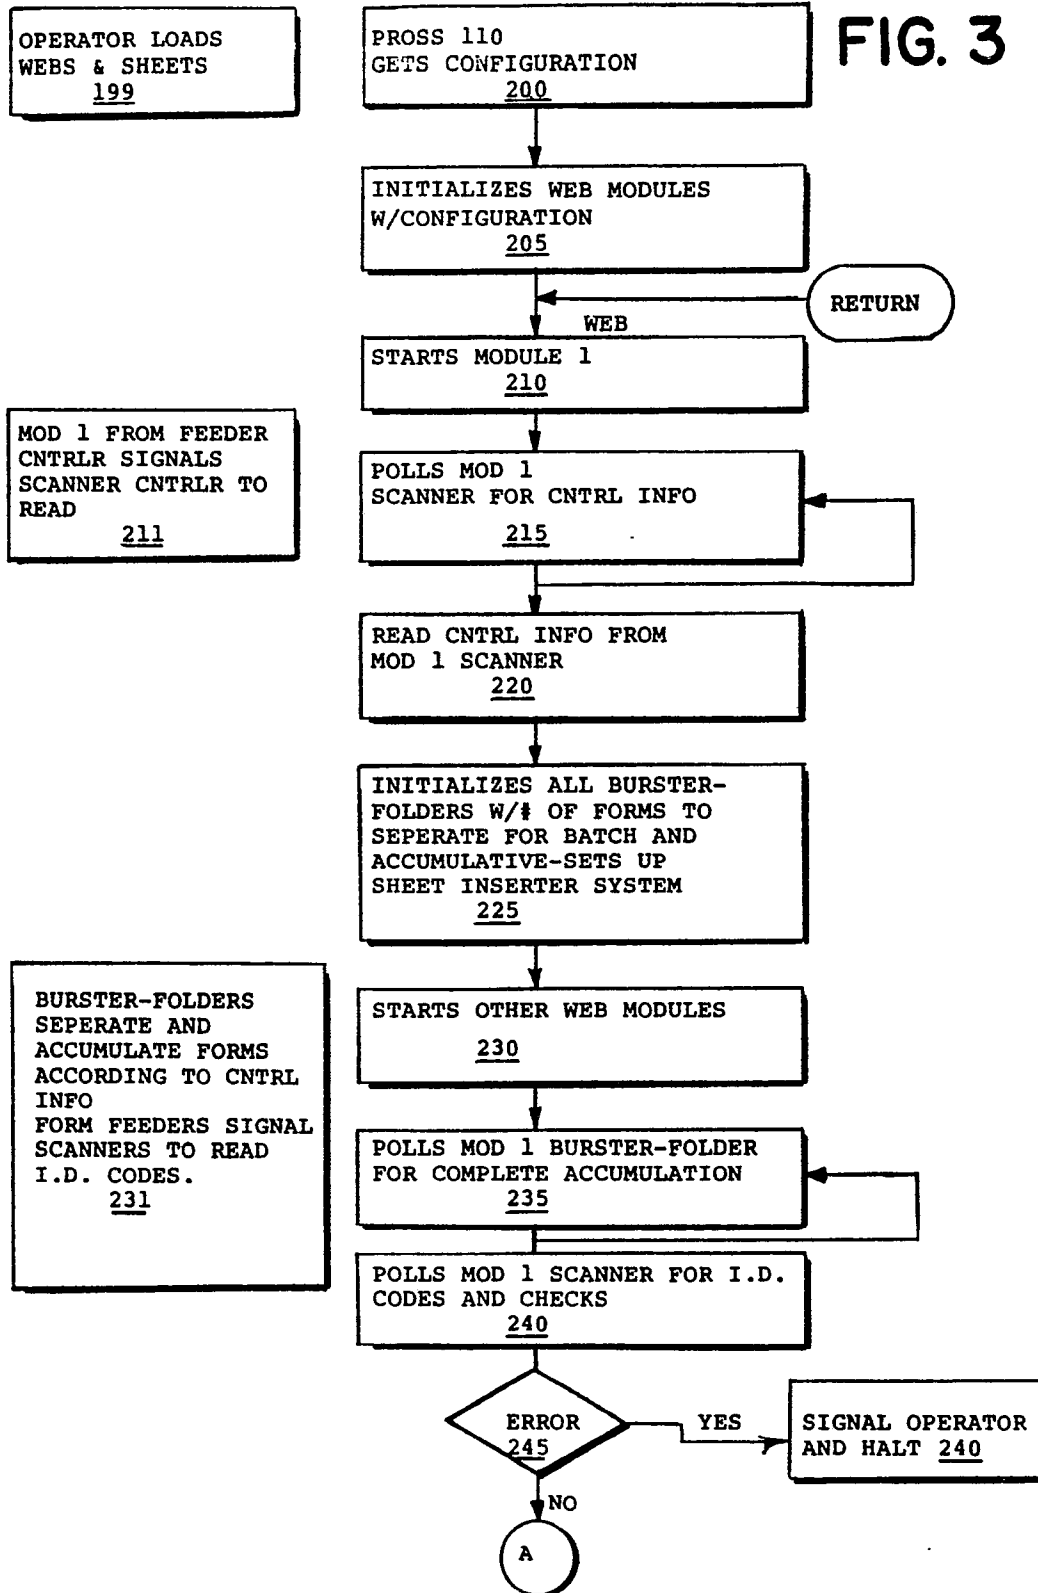 FIG. 3
OPERATOR LOADS
WEBS & SHEETS
199
PROSS 110
GETS CONFIGURATION
200
INITIALIZES WEB MODULES
W/CONFIGURATION
205
RETURN
WEB
STARTS MODULE 1
210
MOD 1 FROM FEEDER
CNTRLR SIGNALS
SCANNER CNTRLR TO
READ
211
POLLS MOD 1
SCANNER FOR CNTRL INFO
215
READ CNTRL INFO FROM
MOD 1 SCANNER
220
INITIALIZES ALL BURSTER-
FOLDERS W/# OF FORMS TO
SEPERATE FOR BATCH AND
ACCUMULATIVE-SETS UP
SHEET INSERTER SYSTEM
225
STARTS OTHER WEB MODULES
230
BURSTER-FOLDERS
SEPERATE AND
ACCUMULATE FORMS
ACCORDING TO CNTRL
INFO
FORM FEEDERS SIGNAL
SCANNERS TO READ
I.D. CODES.
231
POLLS MOD 1 BURSTER-FOLDER
FOR COMPLETE ACCUMULATION
235
POLLS MOD 1 SCANNER FOR I.D.
CODES AND CHECKS
240
ERROR
245
YES
SIGNAL OPERATOR
AND HALT 240
NO
A